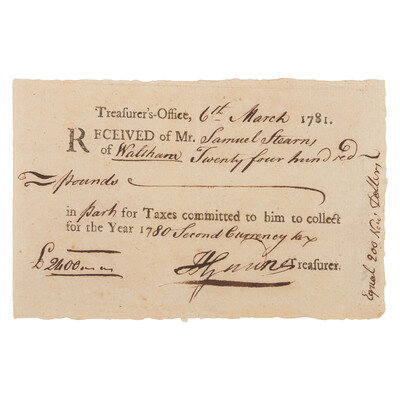 Treasurer's-Office, 6th March 1781.
RECEIVED of Mr. Samuel Stearns
of Waltham Twenty four hundred
pounds
in part for Taxes committed to him to collect
for the Year 1780 Second Currency tax
£ 2400
Treasurer.
Equal 200 New Dollars